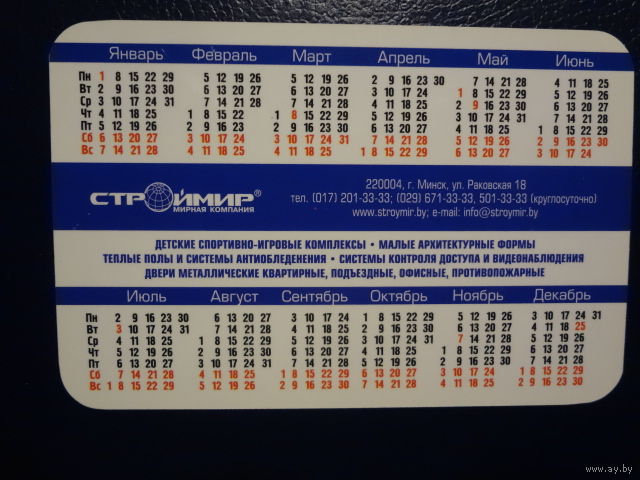 Январь Февраль Март Апрель Май Июнь
Пн 1 8 15 22 29 5 12 19 26 5 12 19 26 2 9 16 23 30 7 14 21 28 4 11 18 25
Вт 2 9 16 23 30 6 13 20 27 6 13 20 27 3 10 17 24 1 8 15 22 29 5 12 19 26
Ср 3 10 17 24 31 7 14 21 28 7 14 21 28 4 11 18 25 2 9 16 23 30 6 13 20 27
Чт 4 11 18 25 1 8 15 22 1 8 15 22 29 5 12 19 26 3 10 17 24 31 7 14 21 28
Пт 5 12 19 26 2 9 16 23 2 9 16 23 30 6 13 20 27 4 11 18 25 1 8 15 22 29
Сб 6 13 20 27 3 10 17 24 3 10 17 24 31 7 14 21 28 5 12 19 26 2 9 16 23 30
Вс 7 14 21 28 4 11 18 25 4 11 18 25 1 8 15 22 29 6 13 20 27 3 10 17 24
СТРОЙМИР®
МИРНАЯ КОМПАНИЯ
220004, г. Минск, ул. Раковская 18
тел. (017) 201-33-33; (029) 671-33-33, 501-33-33 (круглосуточно)
www.stroymir.by; e-mail: info@stroymir.by
ДЕТСКИЕ СПОРТИВНО-ИГРОВЫЕ КОМПЛЕКСЫ • МАЛЫЕ АРХИТЕКТУРНЫЕ ФОРМЫ
ТЕПЛЫЕ ПОЛЫ И СИСТЕМЫ АНТИОБЛЕДЕНЕНИЯ • СИСТЕМЫ КОНТРОЛЯ ДОСТУПА И ВИДЕОНАБЛЮДЕНИЯ
ДВЕРИ МЕТАЛЛИЧЕСКИЕ КВАРТИРНЫЕ, ПОДЪЕЗДНЫЕ, ОФИСНЫЕ, ПРОТИВОПОЖАРНЫЕ
Июль Август Сентябрь Октябрь Ноябрь Декабрь
Пн 2 9 16 23 30 6 13 20 27 3 10 17 24 1 8 15 22 29 5 12 19 26 3 10 17 24 31
Вт 3 10 17 24 31 7 14 21 28 4 11 18 25 2 9 16 23 30 6 13 20 27 4 11 18 25
Ср 4 11 18 25 1 8 15 22 29 5 12 19 26 3 10 17 24 31 7 14 21 28 5 12 19 26
Чт 5 12 19 26 2 9 16 23 30 6 13 20 27 4 11 18 25 1 8 15 22 29 6 13 20 27
Пт 6 13 20 27 3 10 17 24 31 7 14 21 28 5 12 19 26 2 9 16 23 30 7 14 21 28
Сб 7 14 21 28 4 11 18 25 1 8 15 22 29 6 13 20 27 3 10 17 24 1 8 15 22 29
Вс 1 8 15 22 29 5 12 19 26 2 9 16 23 30 7 14 21 28 4 11 18 25 2 9 16 23 30
www.ay.by